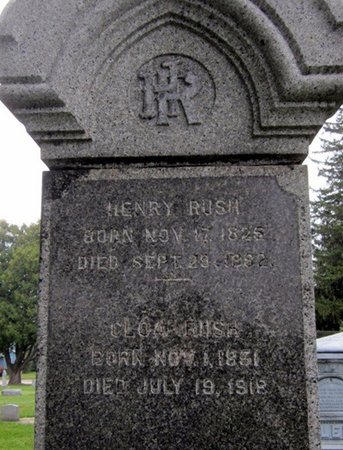 HR
HENRY RUSH
BORN NOV. 17, 1825
DIED SEPT. 29, 1882.
CLOA RUSH
BORN NOV. 1, 1831
DIED JULY 19, 1918